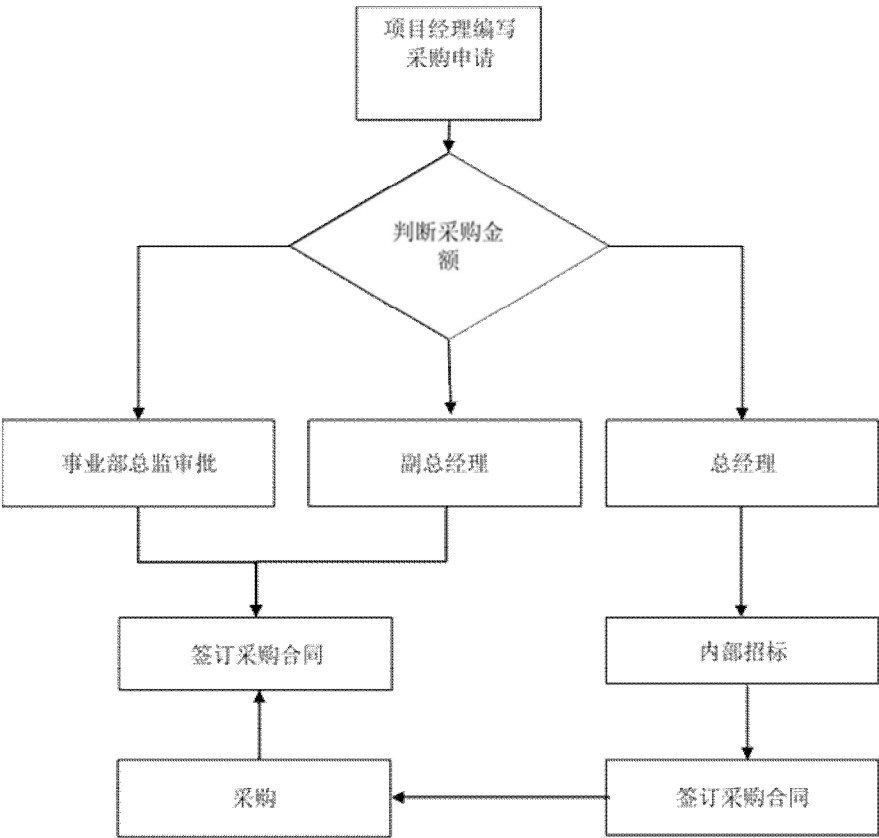 项目经理编写
采购申请
判断采购金
额
事业部总监审批
副总经理
总经理
签订采购合同
内部招标
采购
签订采购合同